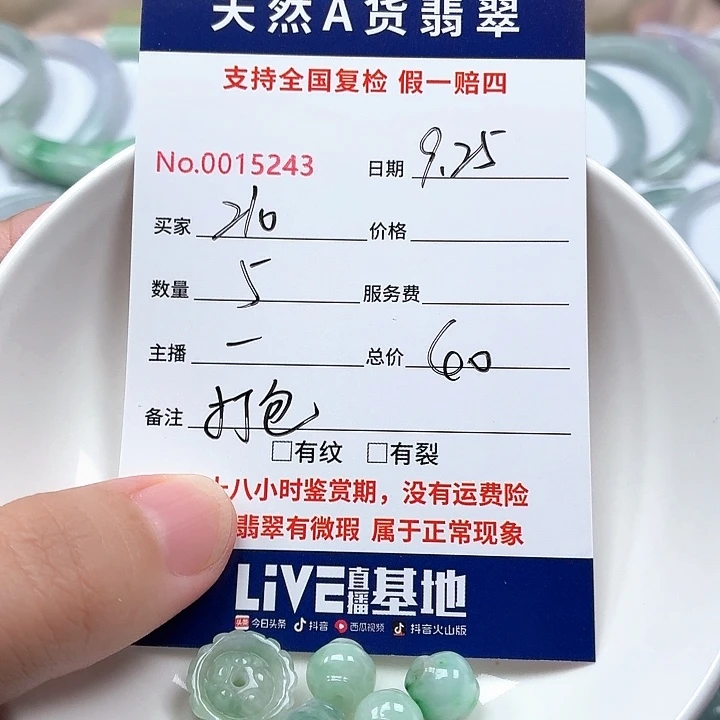 天然A货翡翠
支持全国复检 假一赔四
No.0015243 日期 9.25
买家 210 价格
数量 5 服务费
主播 一 总价 60
备注 打包
□有纹 □有裂
十八小时鉴赏期，没有运费险
翡翠有微瑕 属于正常现象
LiVE直播基地
头条 今日头条 抖音 西瓜视频 抖音火山版